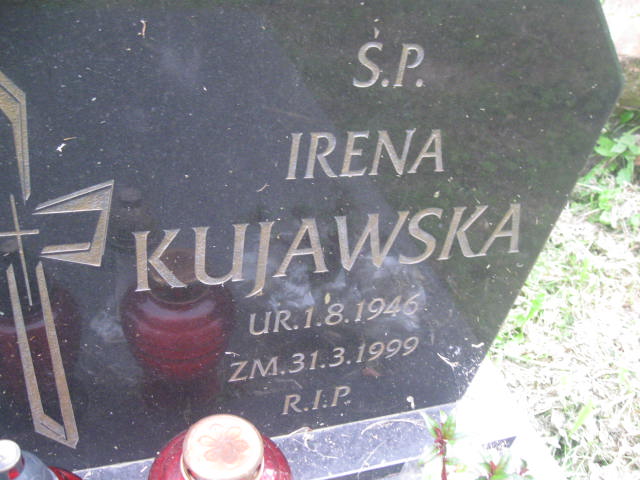 Ś.P.
IRENA
KUJAWSKA
UR.1.8.1946
ZM.31.3.1999
R.I.P.